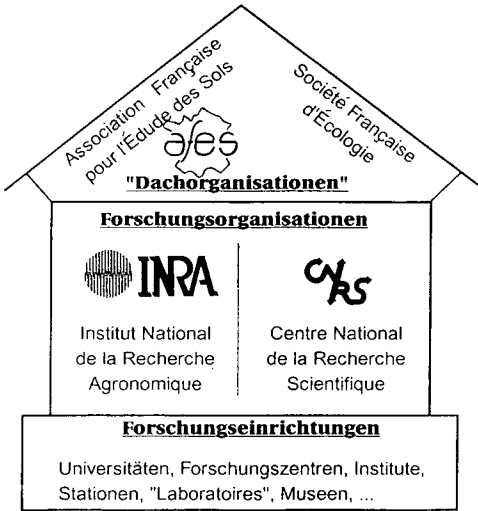 Association Française
pour l'Édude des Sols
Société Française
d'Écologie
afes
"Dachorganisationen"
Forschungsorganisationen
INRA
Institut National
de la Recherche
Agronomique
CNRS
Centre National
de la Recherche
Scientifique
Forschungseinrichtungen
Universitäten, Forschungszentren, Institute,
Stationen, "Laboratoires", Museen, ...